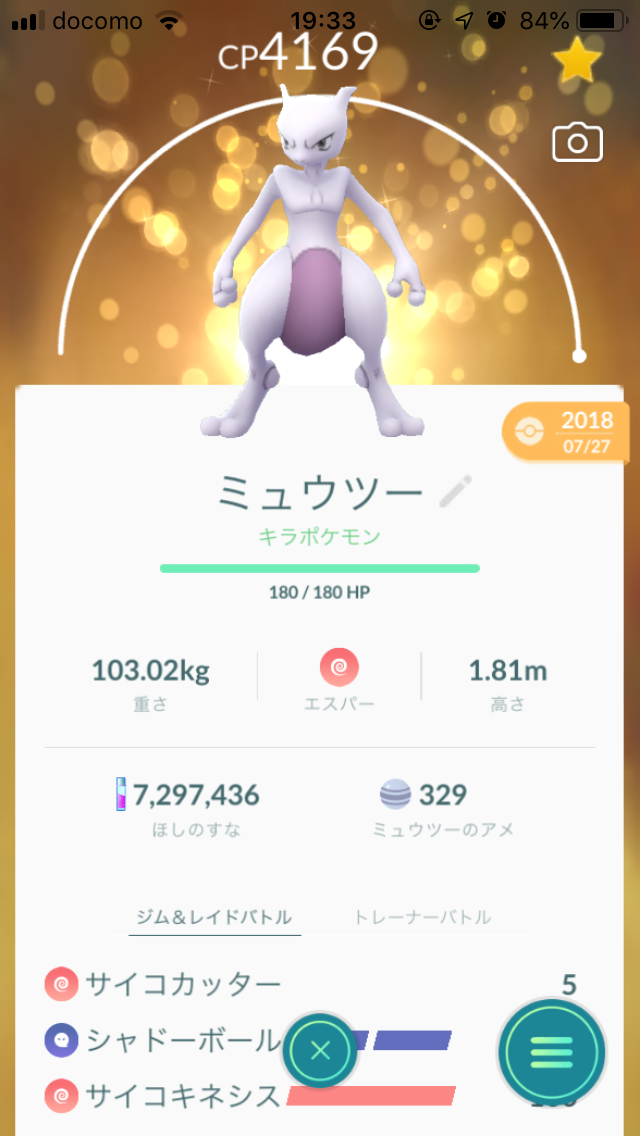 docomo 19:33 84%
CP4169
2018
07/27
ミュウツー
キラポケモン
180 / 180 HP
103.02kg
重さ
エスパー
1.81m
高さ
7,297,436
ほしのすな
329
ミュウツーのアメ
ジム&レイドバトル
トレーナーバトル
サイコカッター 5
シャドーボール
サイコキネシス